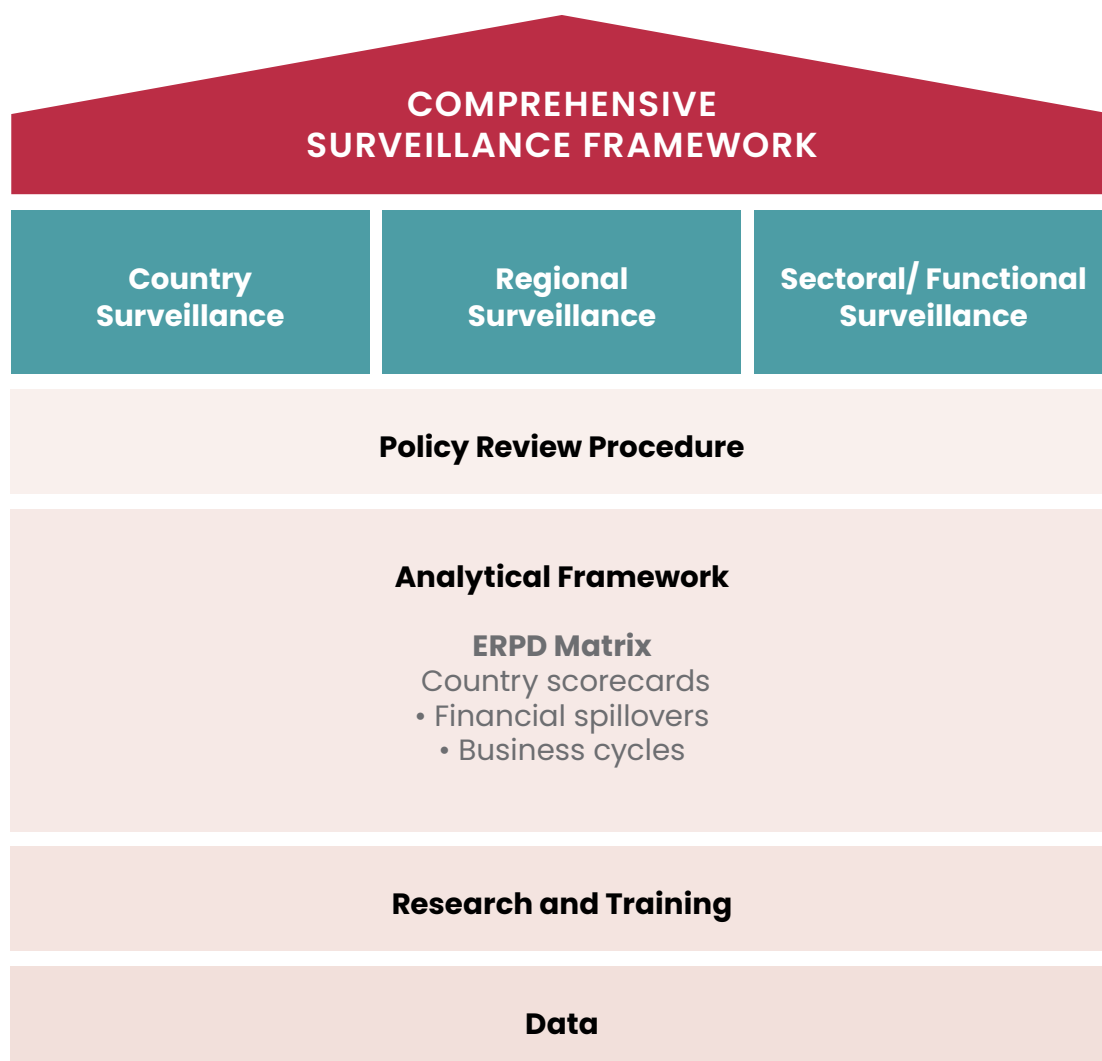 COMPREHENSIVE
SURVEILLANCE FRAMEWORK
Country
Surveillance
Regional
Surveillance
Sectoral/ Functional
Surveillance
Policy Review Procedure
Analytical Framework
ERPD Matrix
Country scorecards
• Financial spillovers
• Business cycles
Research and Training
Data